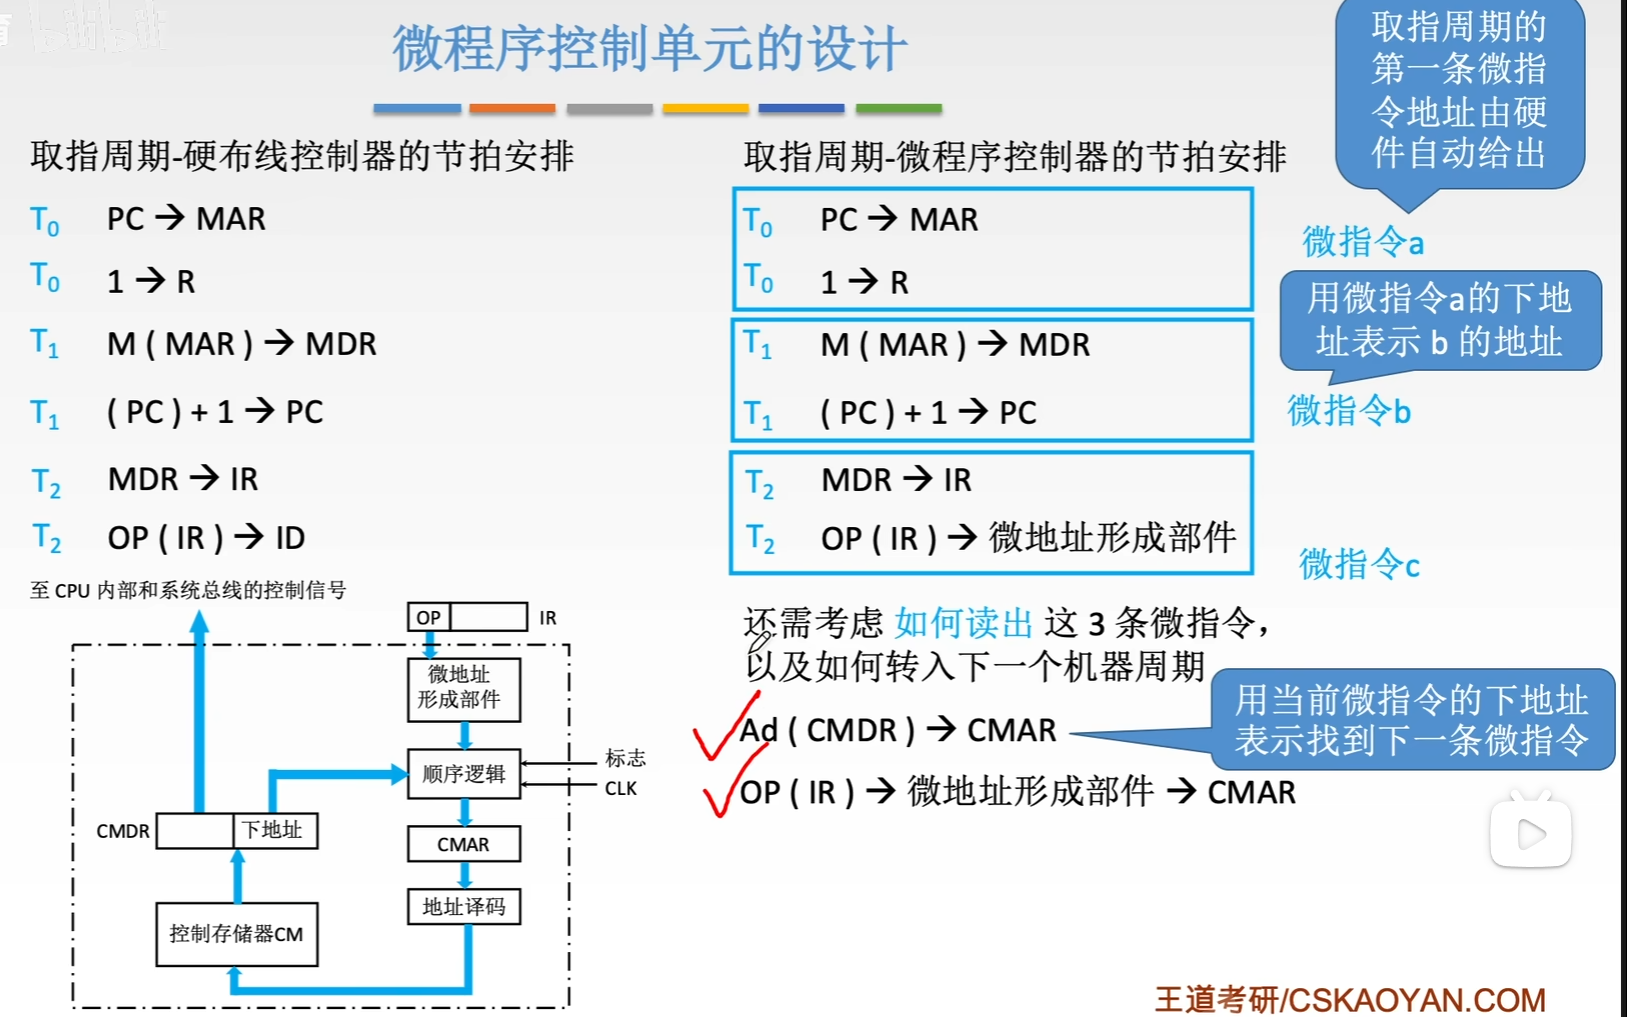 微程序控制单元的设计
取指周期的
第一条微指
令地址由硬
件自动给出
取指周期-硬布线控制器的节拍安排
T0 PC → MAR
T0 1 → R
T1 M ( MAR ) → MDR
T1 ( PC ) + 1 → PC
T2 MDR → IR
T2 OP ( IR ) → ID
取指周期-微程序控制器的节拍安排
T0 PC → MAR
T0 1 → R
微指令a
T1 M ( MAR ) → MDR
T1 ( PC ) + 1 → PC
用微指令a的下地
址表示 b 的地址
微指令b
T2 MDR → IR
T2 OP ( IR ) → 微地址形成部件
微指令c
至 CPU 内部和系统总线的控制信号
OP IR
微地址
形成部件
顺序逻辑
标志
CLK
CMDR 下地址
CMAR
地址译码
控制存储器CM
还需考虑 如何读出 这 3 条微指令，
以及如何转入下一个机器周期
Ad ( CMDR ) → CMAR
用当前微指令的下地址
表示找到下一条微指令
OP ( IR ) → 微地址形成部件 → CMAR
王道考研/CSKAOYAN.COM